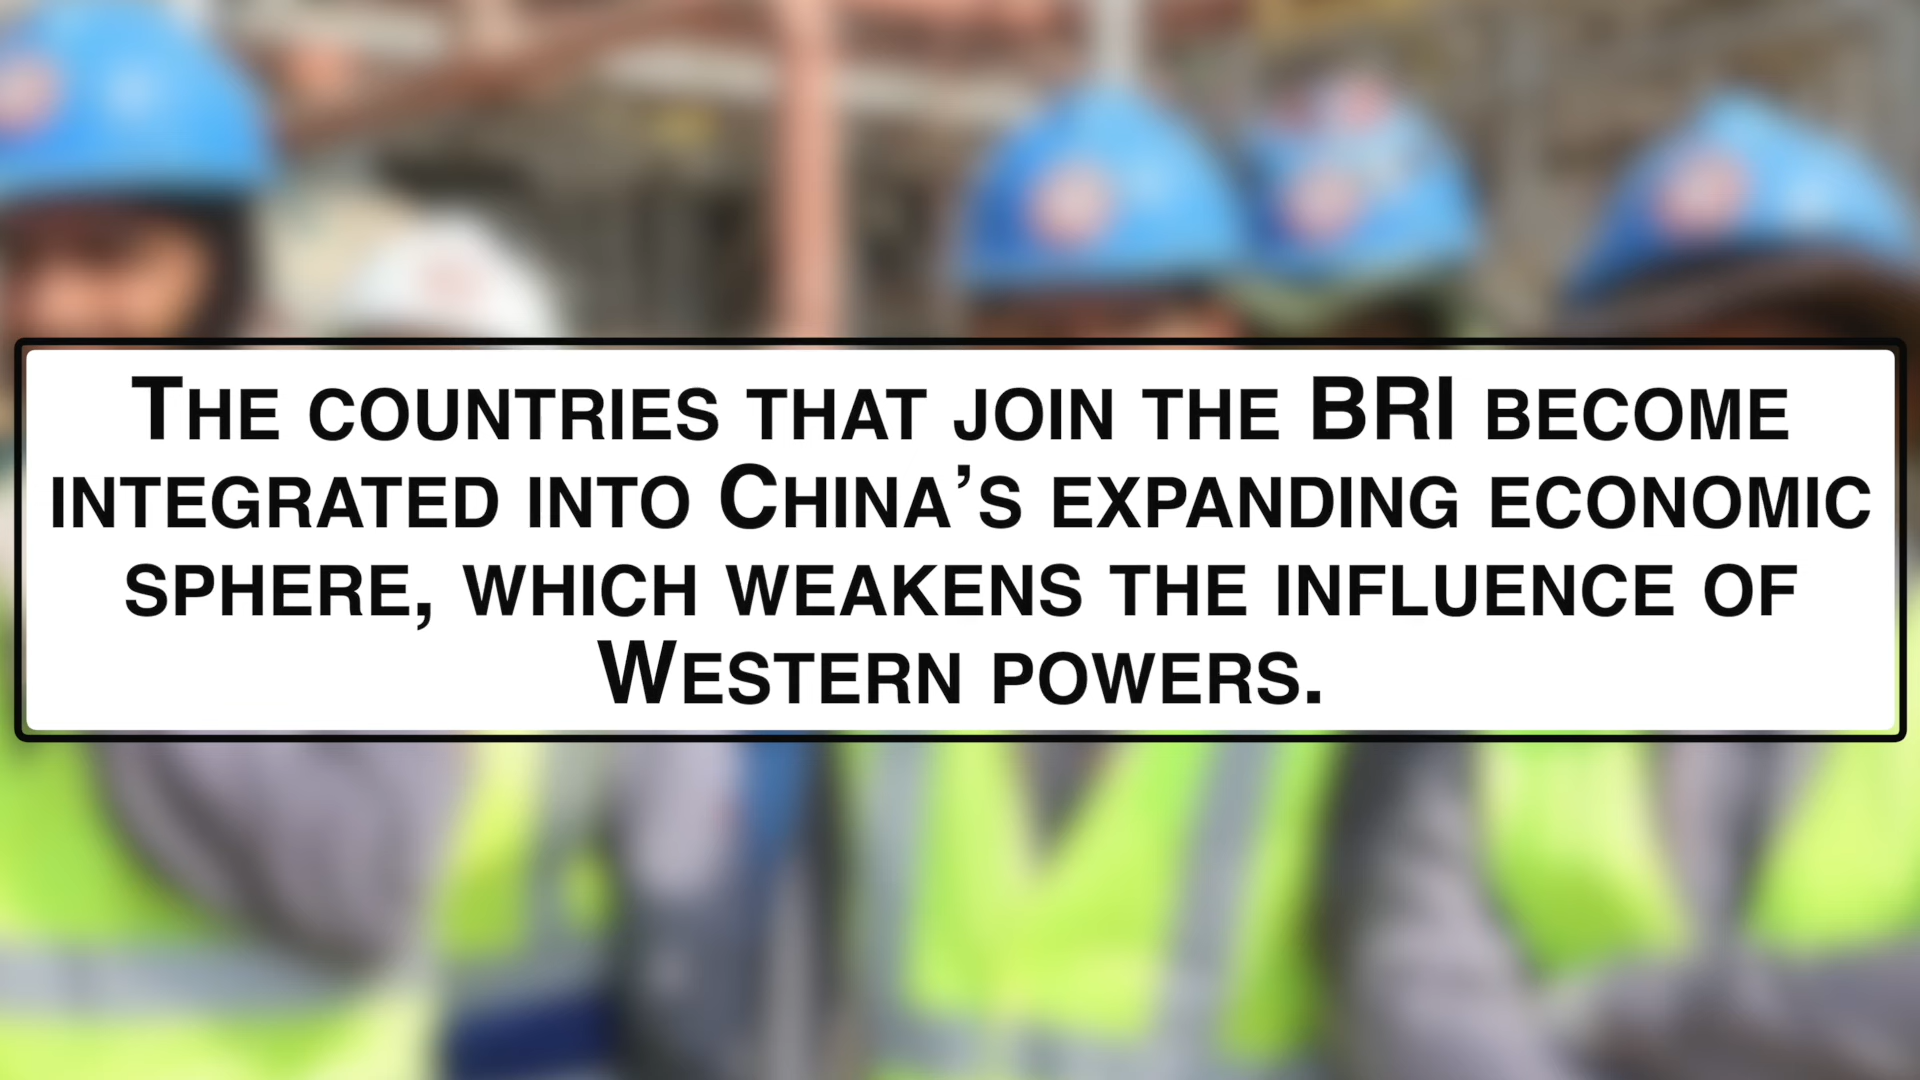 The countries that join the BRI become
integrated into China’s expanding economic
sphere, which weakens the influence of
Western powers.